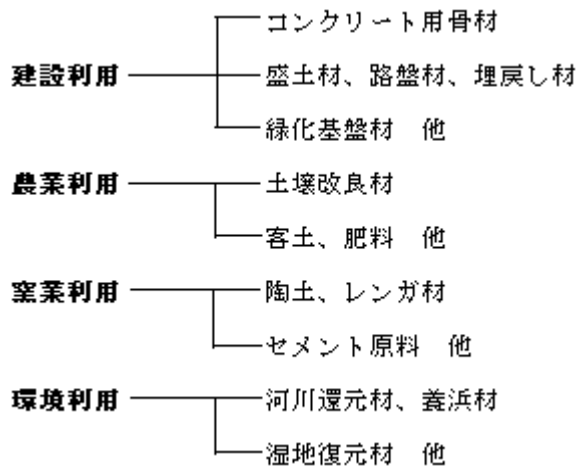 コンクリート用骨材
建設利用 盛土材、路盤材、埋戻し材
緑化基盤材 他
農業利用 土壌改良材
客土、肥料 他
窯業利用 陶土、レンガ材
セメント原料 他
環境利用 河川還元材、養浜材
湿地復元材 他